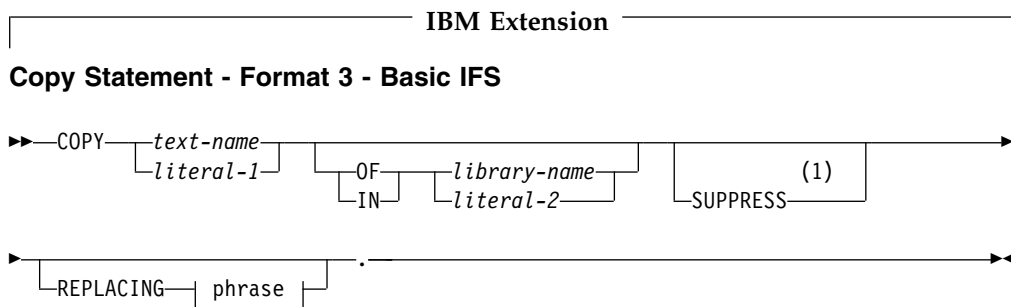 IBM Extension
Copy Statement - Format 3 - Basic IFS
COPY text-name OF library-name (1)
literal-1 IN literal-2 SUPPRESS
.
REPLACING phrase